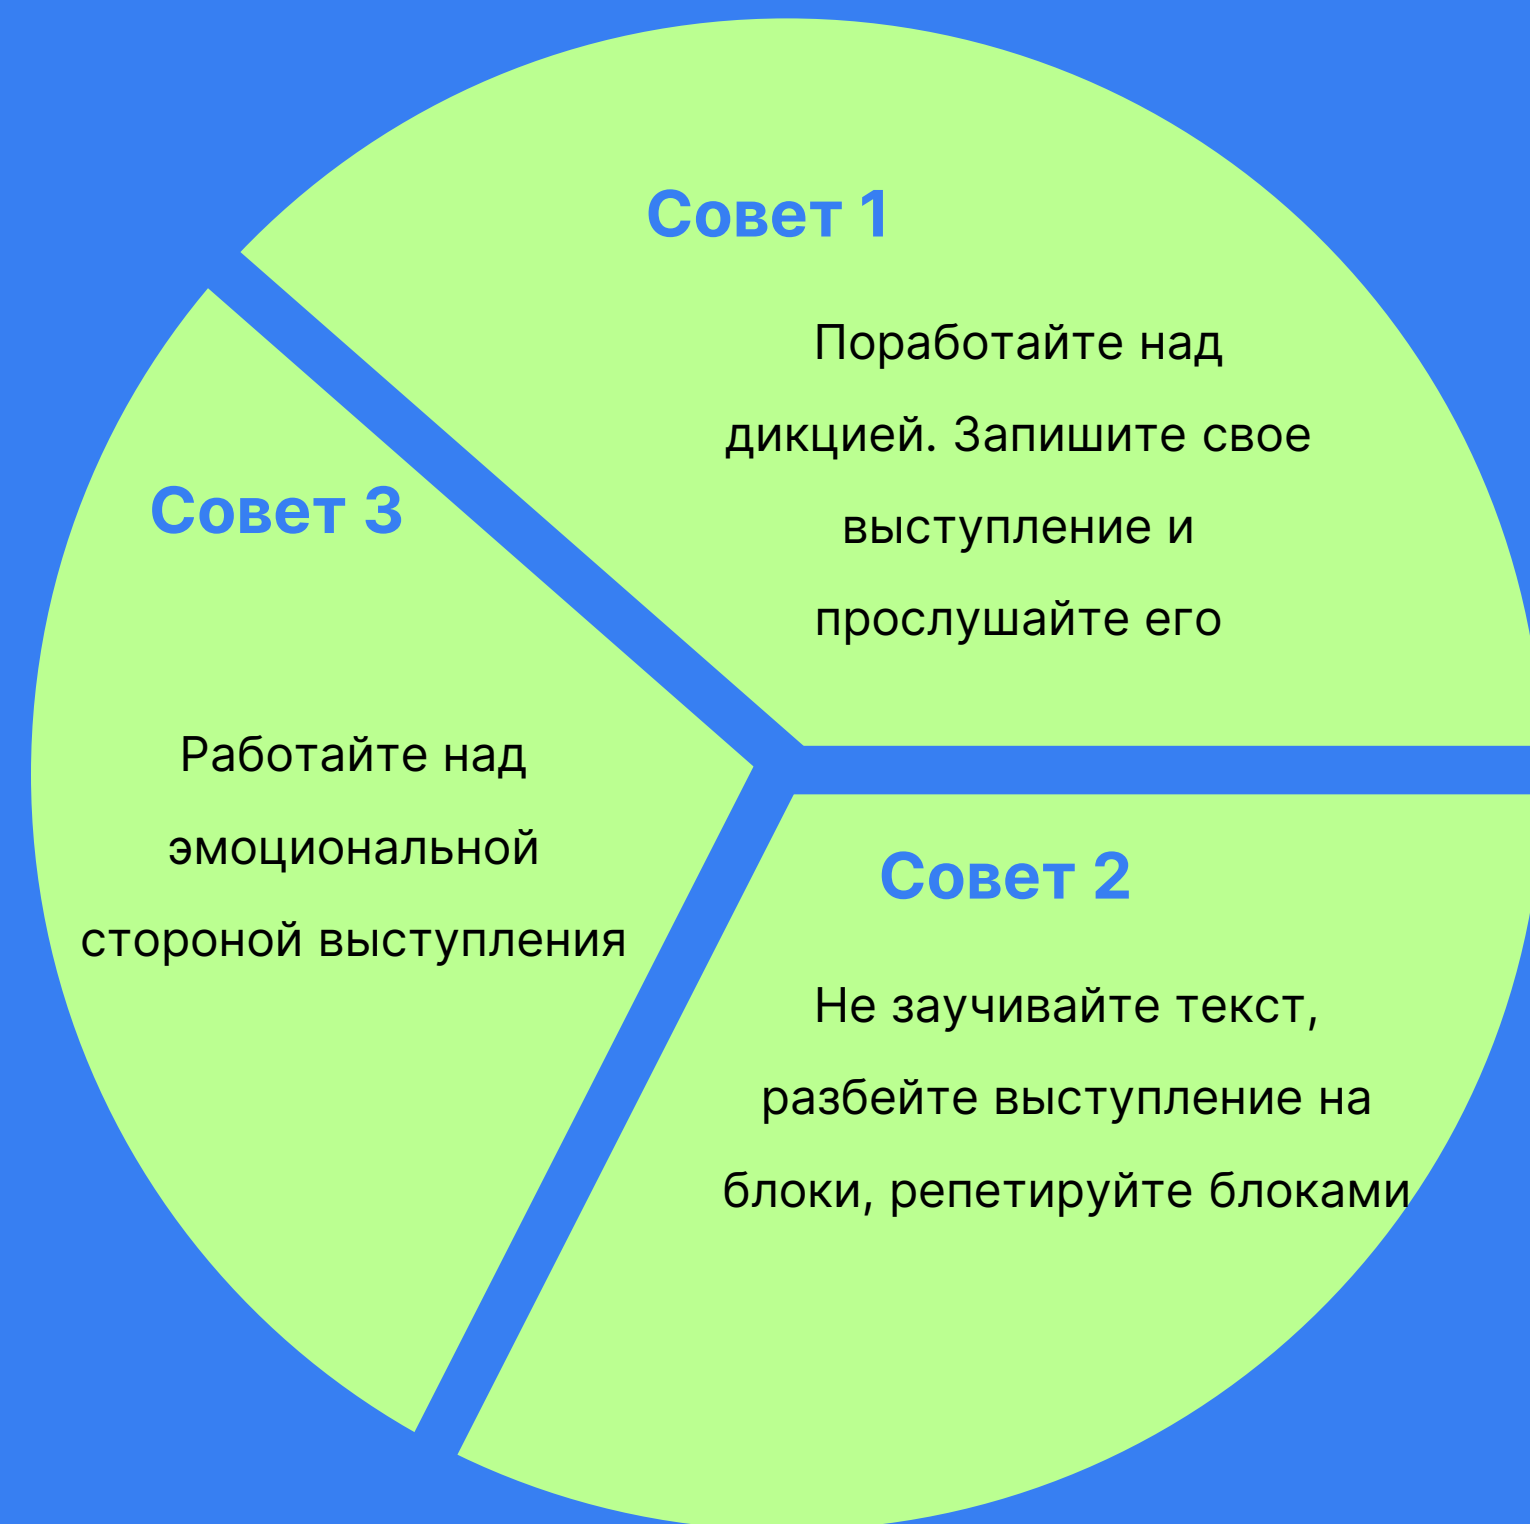 Совет 1
Поработайте над
дикцией. Запишите свое
выступление и
прослушайте его
Совет 2
Не заучивайте текст,
разбейте выступление на
блоки, репетируйте блоками
Совет 3
Работайте над
эмоциональной
стороной выступления